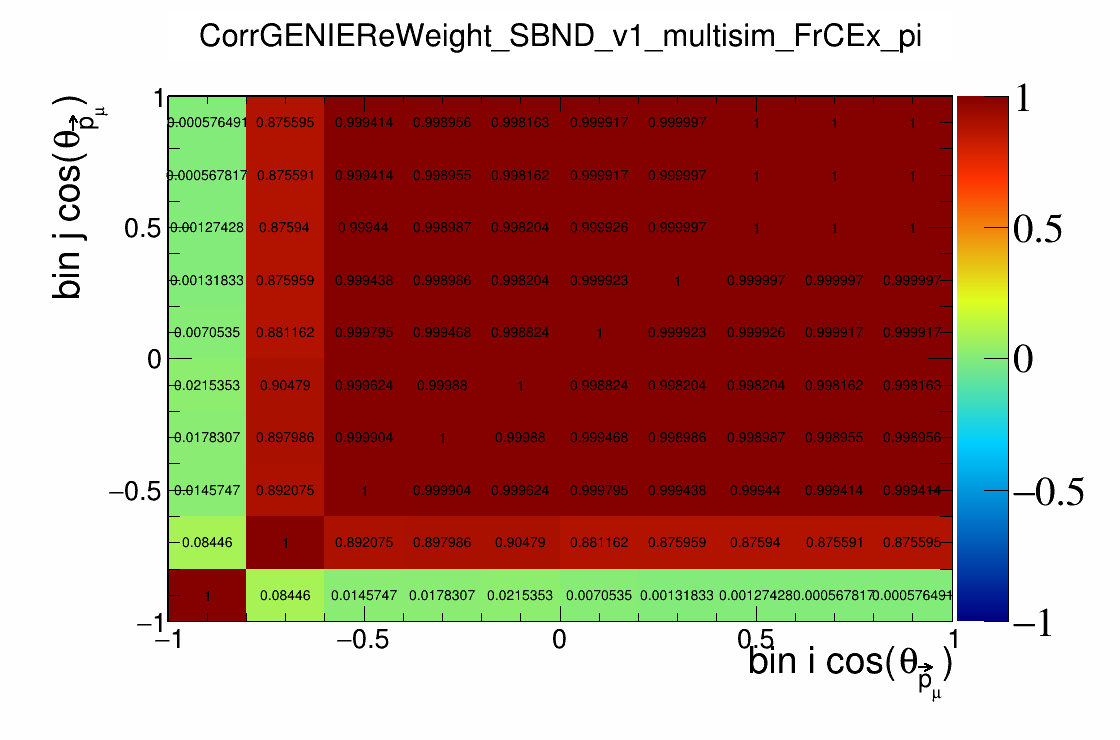 CorrGENIEReWeight_SBND_v1_multisim_FrCEx_pi
bin j cos(θ_p⃗_μ)
1
0.5
0
−0.5
−1
0.000576491 0.875595 0.999414 0.998956 0.998163 0.999917 0.999997 1 1 1
0.000567817 0.875591 0.999414 0.998955 0.998162 0.999917 0.999997 1 1 1
0.00127428 0.87594 0.99944 0.998987 0.998204 0.999926 0.999997 1 1 1
0.00131833 0.875959 0.999438 0.998986 0.998204 0.999923 1 0.999997 0.999997 0.999997
0.0070535 0.881162 0.999795 0.999468 0.998824 1 0.999923 0.999926 0.999917 0.999917
0.0215353 0.90479 0.999624 0.99988 1 0.998824 0.998204 0.998204 0.998162 0.998163
0.0178307 0.897986 0.999904 1 0.99988 0.999468 0.998986 0.998987 0.998955 0.998956
0.0145747 0.892075 1 0.999904 0.999624 0.999795 0.999438 0.99944 0.999414 0.999414
0.08446 1 0.892075 0.897986 0.90479 0.881162 0.875959 0.87594 0.875591 0.875595
1 0.08446 0.0145747 0.0178307 0.0215353 0.0070535 0.00131833 0.00127428 0.000567817 0.000576491
−1 −0.5 0 0.5 1
bin i cos(θ_p⃗_μ)
1
0.5
0
−0.5
−1